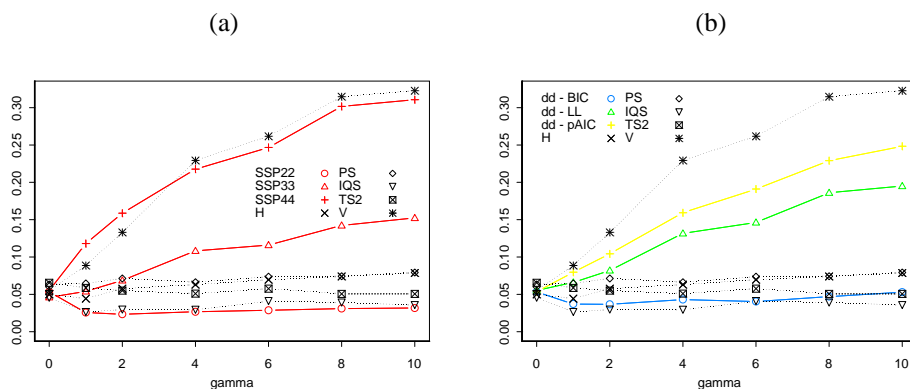 (a)
(b)
0.30
0.25
0.20
0.15
0.10
0.05
0.00
SSP22 PS
SSP33 IQS
SSP44 TS2
H V
0 2 4 6 8 10
gamma
0.30
0.25
0.20
0.15
0.10
0.05
0.00
dd - BIC PS
dd - LL IQS
dd - pAIC TS2
H V
0 2 4 6 8 10
gamma